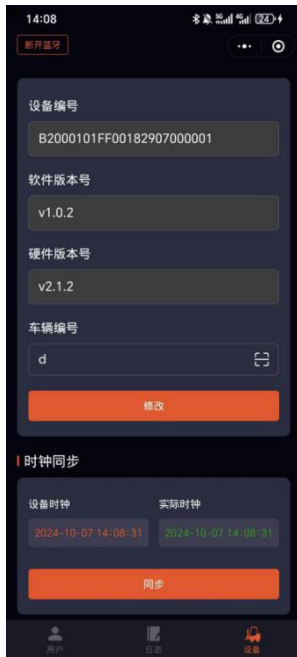 14:08
5G 4G 24
断开蓝牙
设备编号
B2000101FF00182907000001
软件版本号
v1.0.2
硬件版本号
v2.1.2
车辆编号
d
修改
时钟同步
设备时钟 实际时钟
2024-10-07 14:08:31 2024-10-07 14:08:31
同步
用户 日志 设备